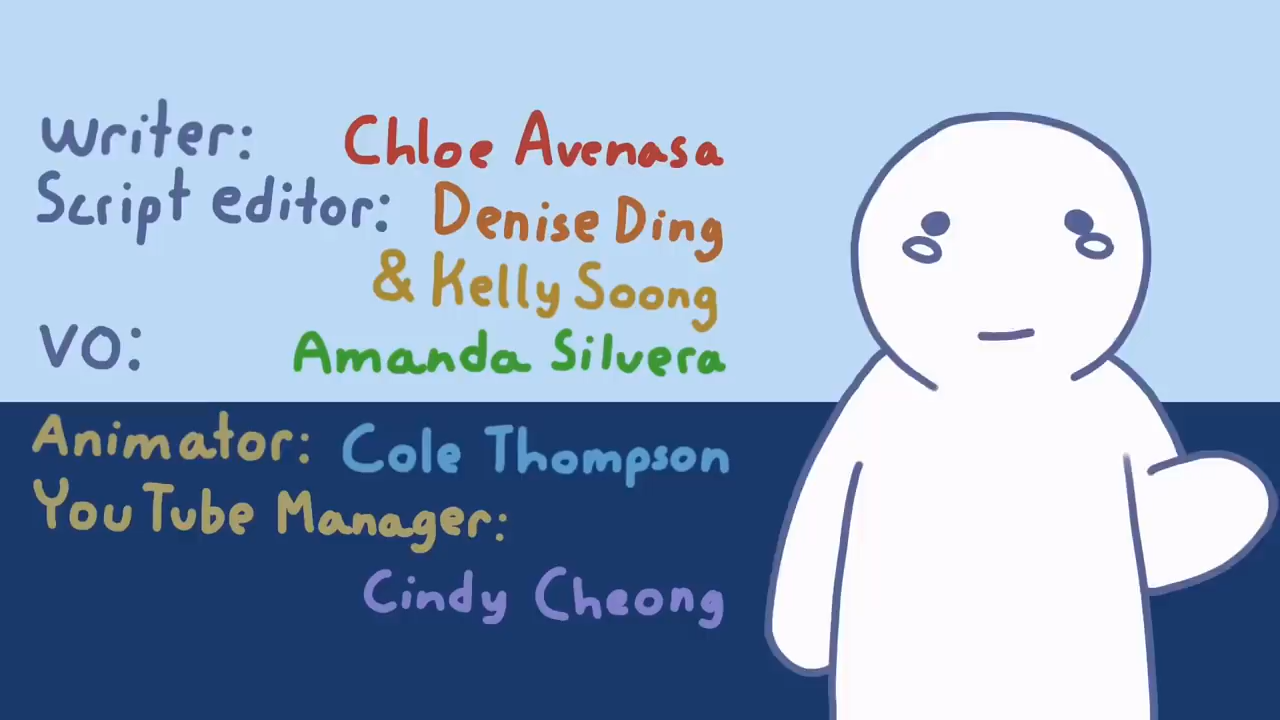 Writer: Chloe Avenasa
Script editor: Denise Ding
& Kelly Soong
VO: Amanda Silvera
Animator: Cole Thompson
YouTube Manager:
Cindy Cheong